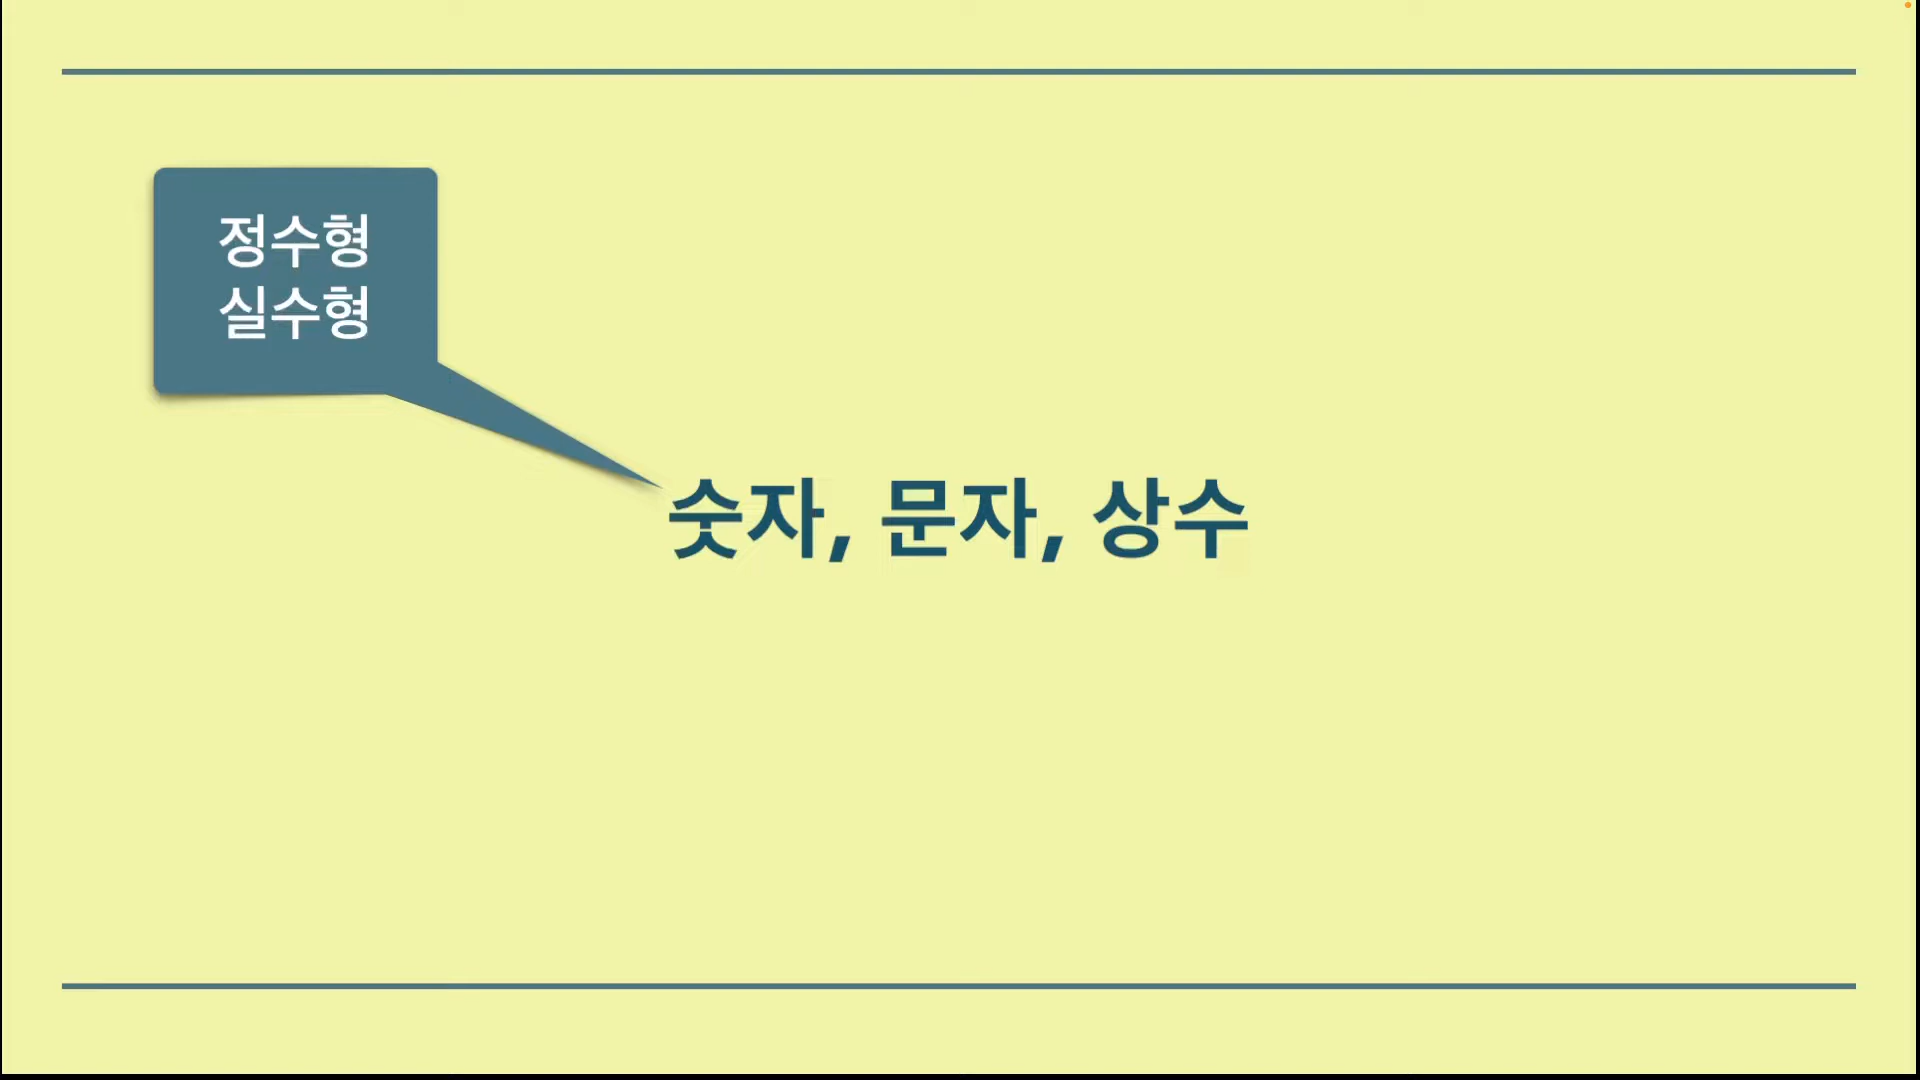 정수형
실수형
숫자, 문자, 상수